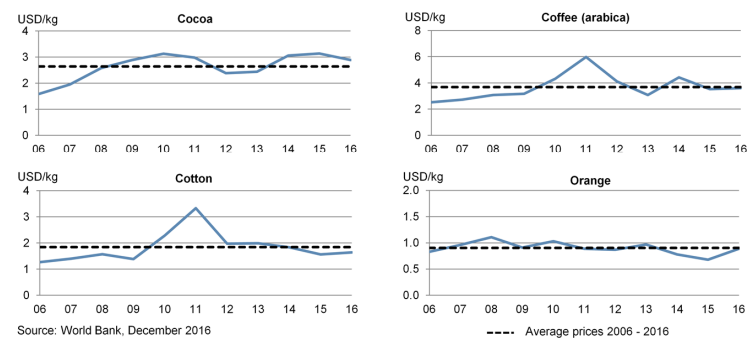 Cocoa
USD/kg
4
3
2
1
0
06 07 08 09 10 11 12 13 14 15 16
Coffee (arabica)
USD/kg
8
6
4
2
0
06 07 08 09 10 11 12 13 14 15 16
Cotton
USD/kg
4
3
2
1
0
06 07 08 09 10 11 12 13 14 15 16
Orange
USD/kg
2.0
1.5
1.0
0.5
0.0
06 07 08 09 10 11 12 13 14 15 16
Source: World Bank, December 2016
Average prices 2006 - 2016